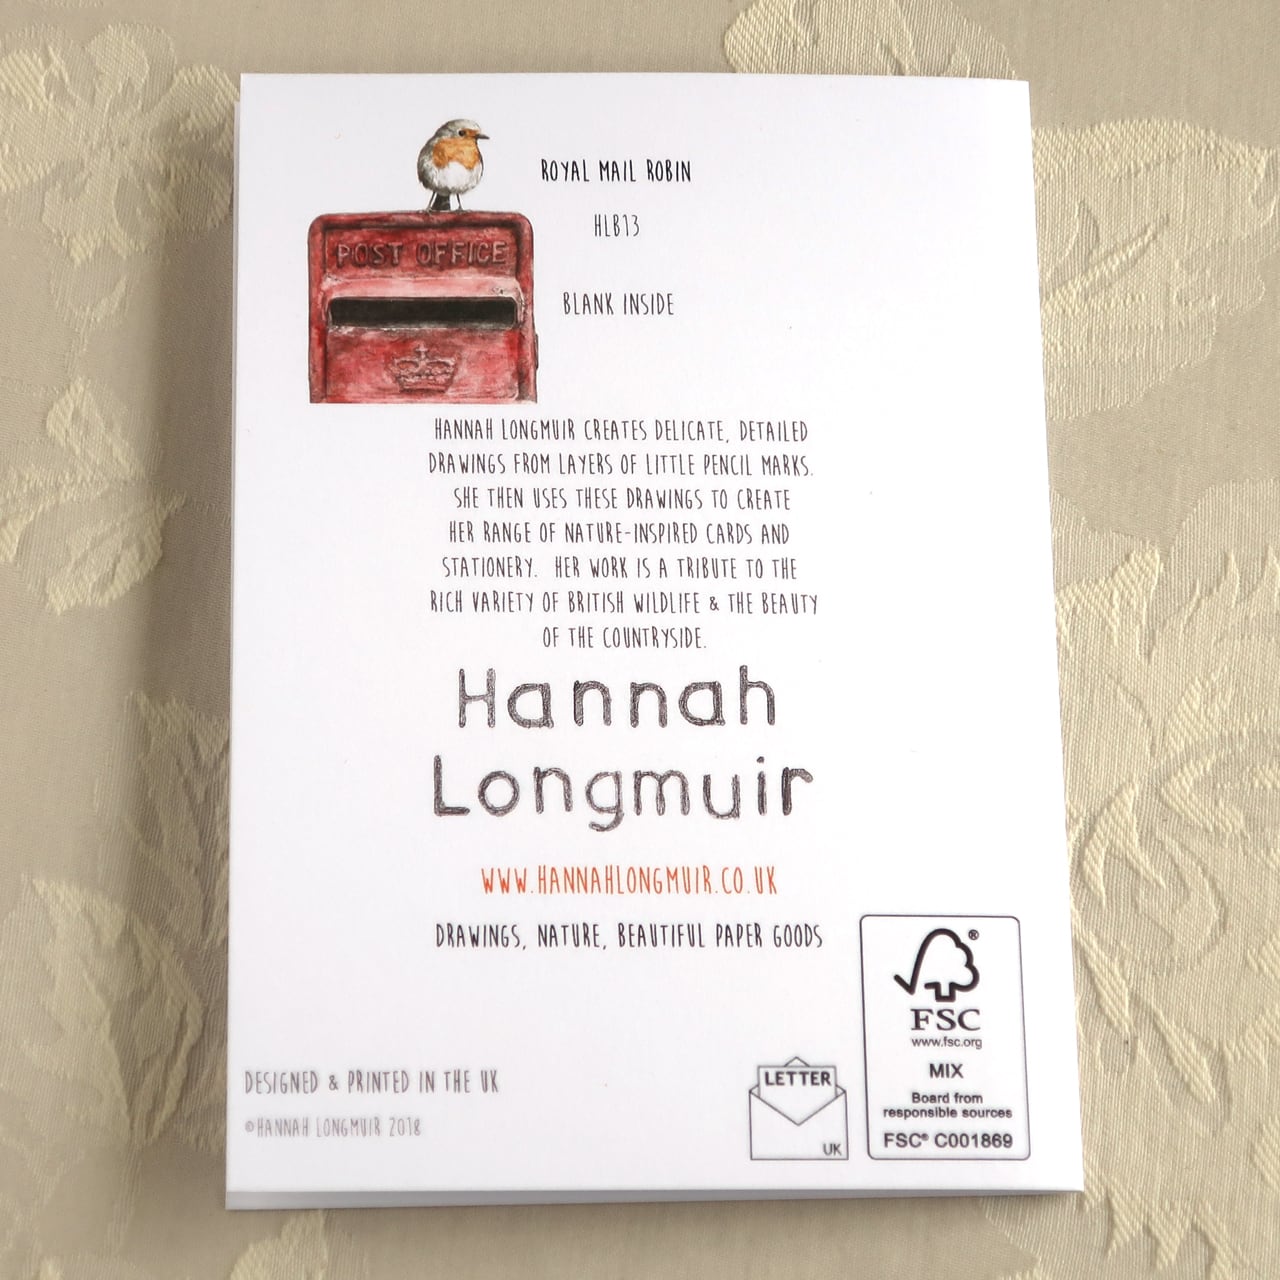 ROYAL MAIL ROBIN
HLB13
POST OFFICE
BLANK INSIDE
HANNAH LONGMUIR CREATES DELICATE, DETAILED
DRAWINGS FROM LAYERS OF LITTLE PENCIL MARKS.
SHE THEN USES THESE DRAWINGS TO CREATE
HER RANGE OF NATURE-INSPIRED CARDS AND
STATIONERY. HER WORK IS A TRIBUTE TO THE
RICH VARIETY OF BRITISH WILDLIFE & THE BEAUTY
OF THE COUNTRYSIDE.
Hannah
Longmuir
WWW.HANNAHLONGMUIR.CO.UK
DRAWINGS, NATURE, BEAUTIFUL PAPER GOODS
DESIGNED & PRINTED IN THE UK
©HANNAH LONGMUIR 2018
LETTER
UK
®
FSC
www.fsc.org
MIX
Board from
responsible sources
FSC® C001869